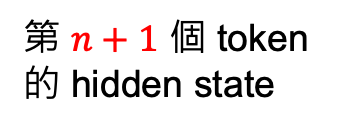 第 n + 1 個 token
的 hidden state